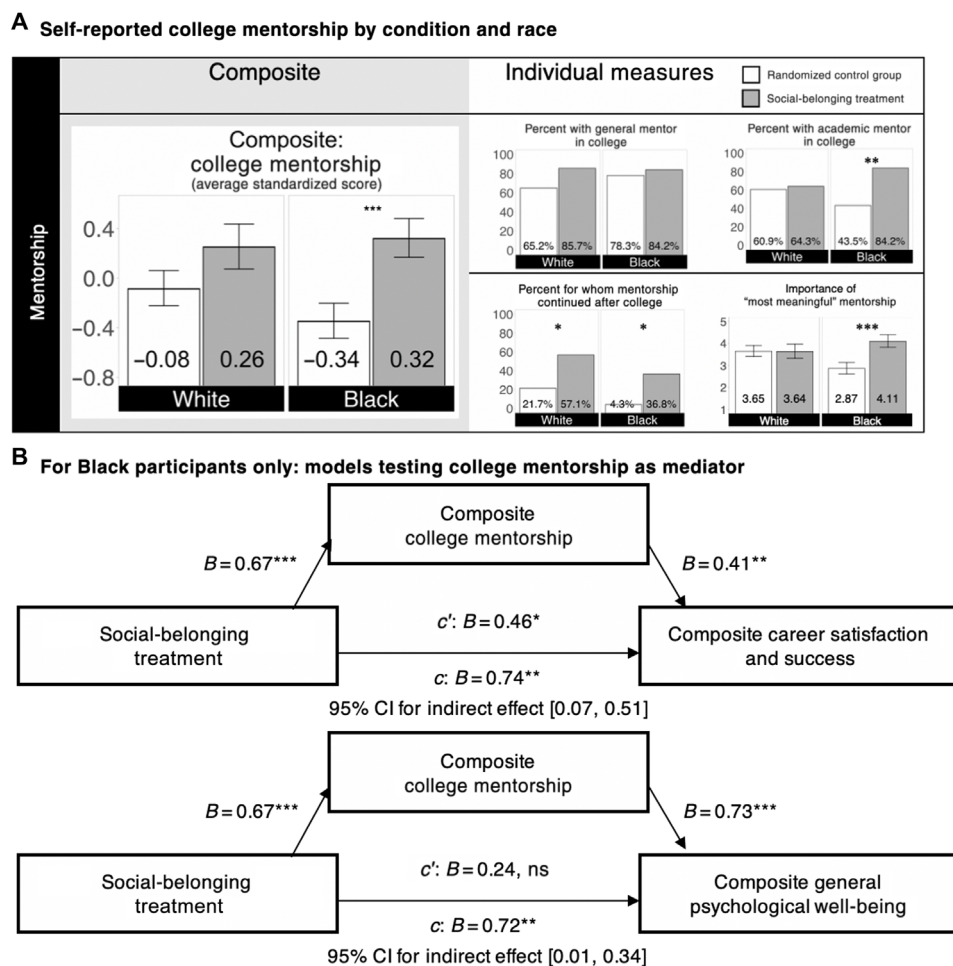 A Self-reported college mentorship by condition and race
Composite
Individual measures
Randomized control group
Social-belonging treatment
Mentorship
Composite:
college mentorship
(average standardized score)
0.4
0.0
−0.4
−0.8
***
−0.08
0.26
−0.34
0.32
White
Black
Percent with general mentor
in college
100
80
60
40
20
0
65.2%
85.7%
78.3%
84.2%
White
Black
Percent with academic mentor
in college
100
80
60
40
20
0
**
60.9%
64.3%
43.5%
84.2%
White
Black
Percent for whom mentorship
continued after college
100
80
60
40
20
0
*
*
21.7%
57.1%
4.3%
36.8%
White
Black
Importance of
“most meaningful” mentorship
5
4
3
2
1
***
3.65
3.64
2.87
4.11
White
Black
B For Black participants only: models testing college mentorship as mediator
Composite
college mentorship
B = 0.67***
B = 0.41**
Social-belonging
treatment
c′: B = 0.46*
c: B = 0.74**
Composite career satisfaction
and success
95% CI for indirect effect [0.07, 0.51]
Composite
college mentorship
B = 0.67***
B = 0.73***
Social-belonging
treatment
c′: B = 0.24, ns
c: B = 0.72**
Composite general
psychological well-being
95% CI for indirect effect [0.01, 0.34]